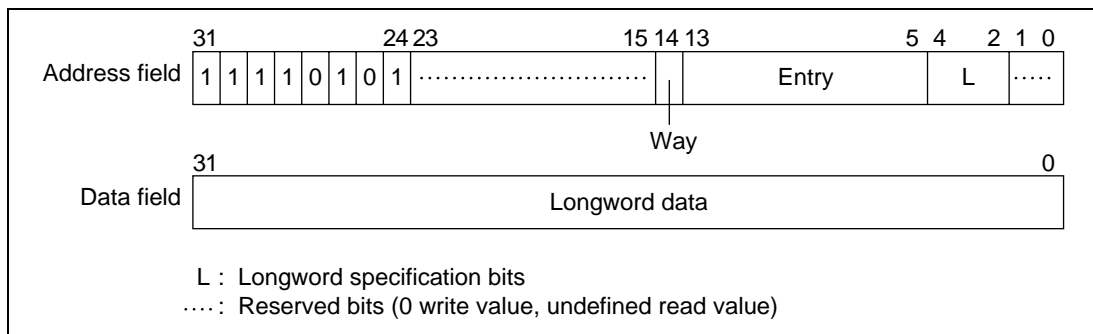 31 24 23 15 14 13 5 4 2 1 0
Address field 1 1 1 1 0 1 0 1 ........................... Entry L .....
Way
31 0
Data field Longword data
L : Longword specification bits
.... : Reserved bits (0 write value, undefined read value)